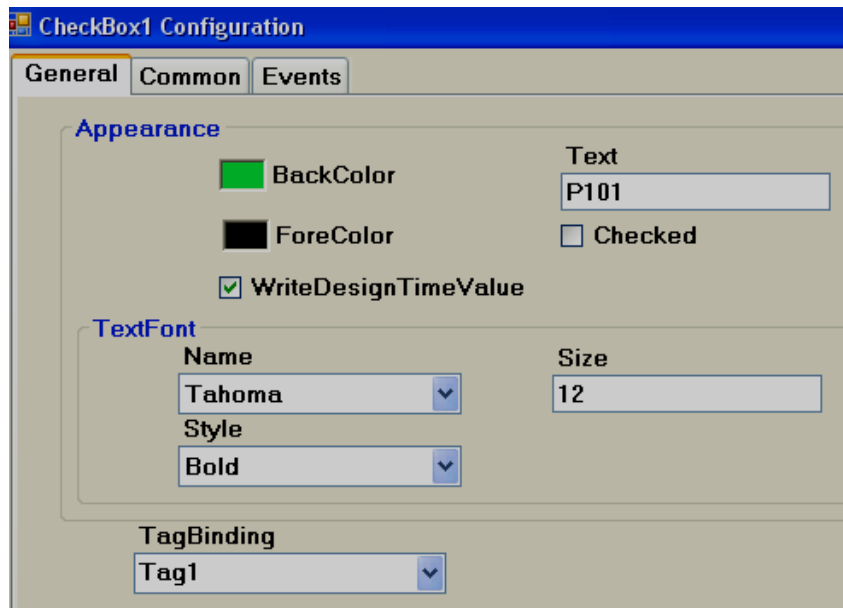 CheckBox1 Configuration
General Common Events
Appearance
BackColor
Text
P101
ForeColor
Checked
WriteDesignTimeValue
TextFont
Name
Size
Tahoma
12
Style
Bold
TagBinding
Tag1